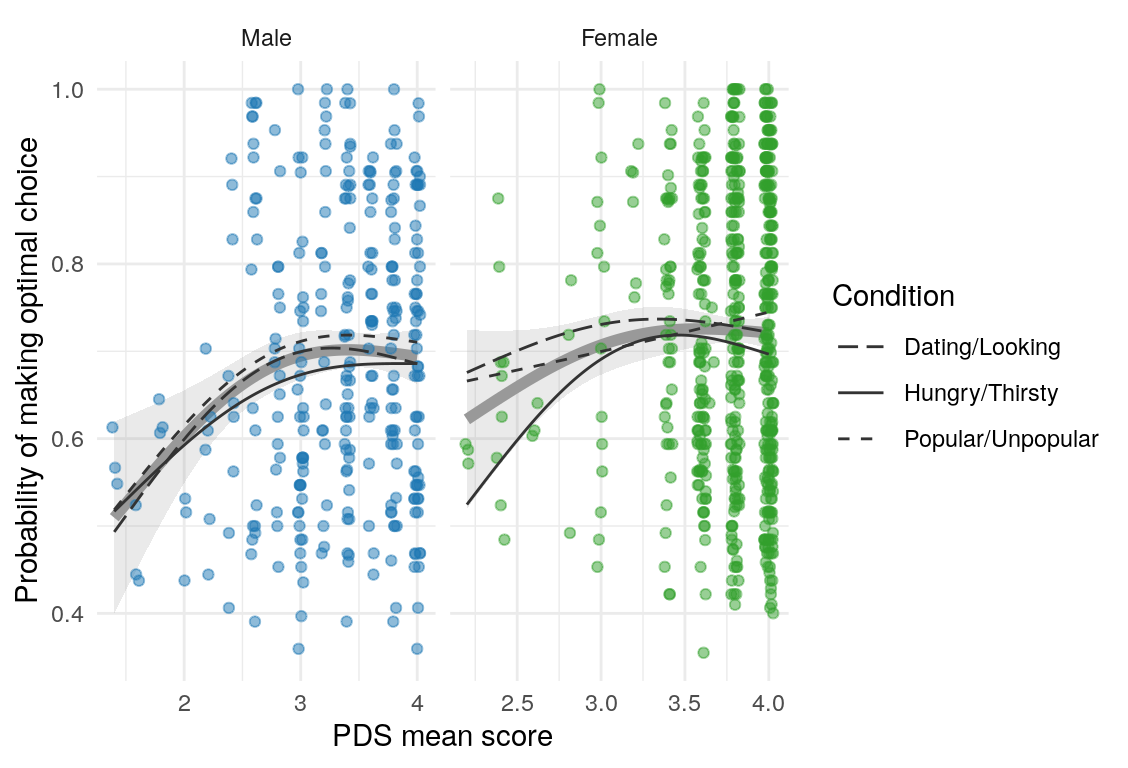 Male
Female
Probability of making optimal choice
1.0
0.8
0.6
0.4
2
3
4
2.5
3.0
3.5
4.0
PDS mean score
Condition
Dating/Looking
Hungry/Thirsty
Popular/Unpopular